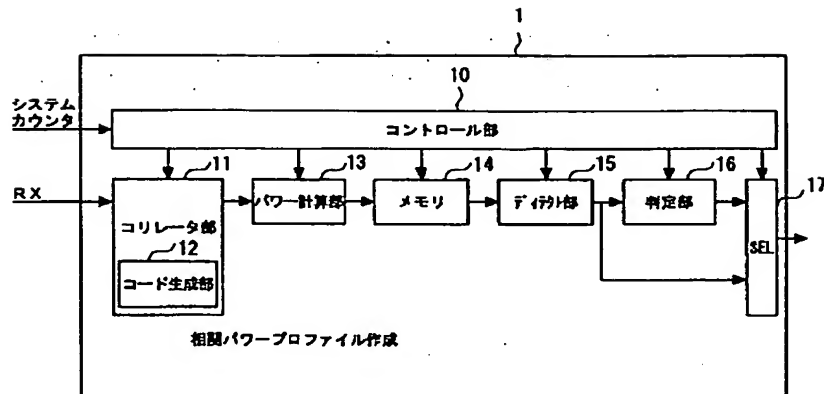 1
10
システム
カウンタ
コントロール部
11
13
14
15
16
17
RX
コリレータ部
パワー計算部
メモリ
ディテクト部
判定部
SEL
12
コード生成部
相関パワープロファイル作成